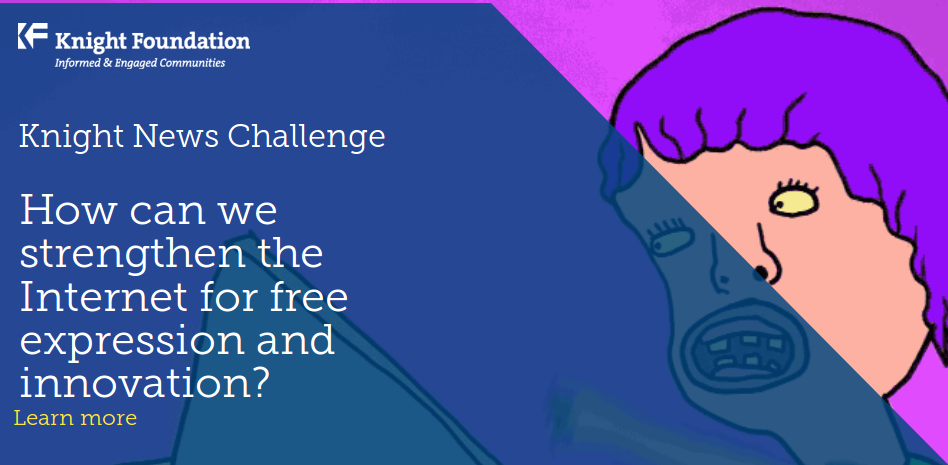 Knight Foundation
Informed & Engaged Communities
Knight News Challenge
How can we
strengthen the
Internet for free
expression and
innovation?
Learn more